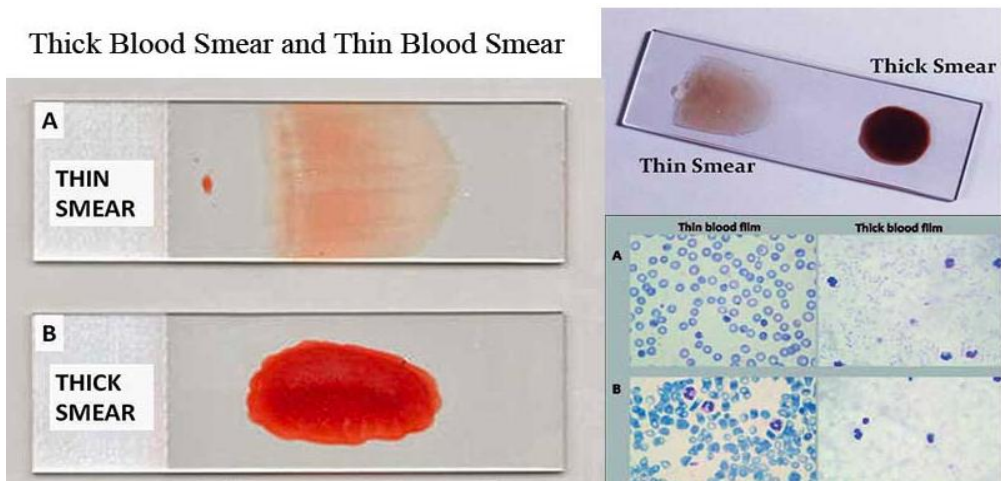 Thick Blood Smear and Thin Blood Smear
A
THIN
SMEAR
B
THICK
SMEAR
Thick Smear
Thin Smear
Thin blood film
Thick blood film
A
B